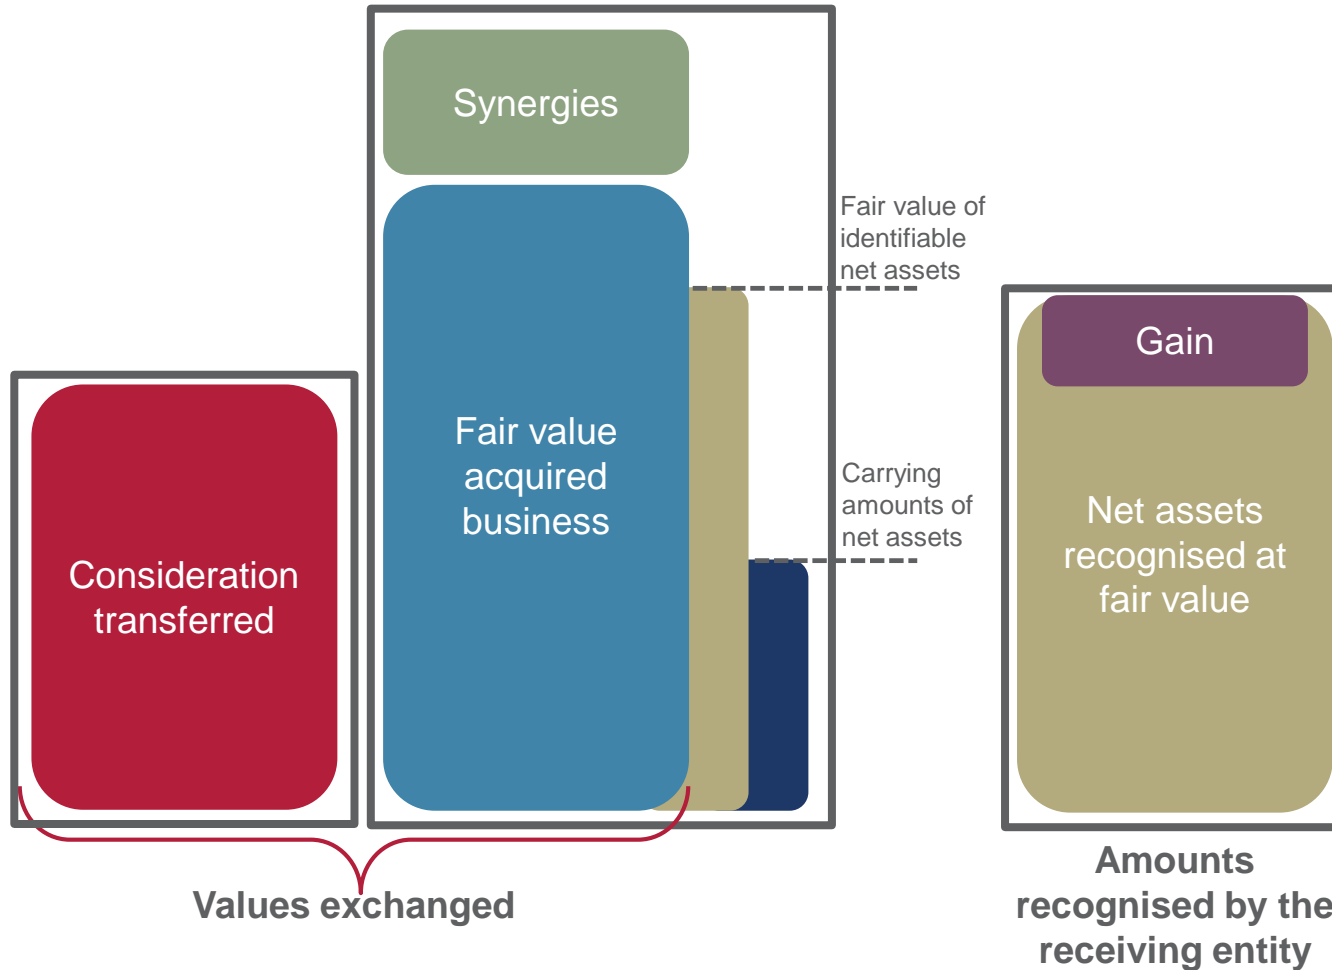 Synergies
Fair value of
identifiable
net assets
Gain
Fair value
acquired
business
Carrying
amounts of
net assets
Net assets
recognised at
fair value
Consideration
transferred
Values exchanged
Amounts
recognised by the
receiving entity